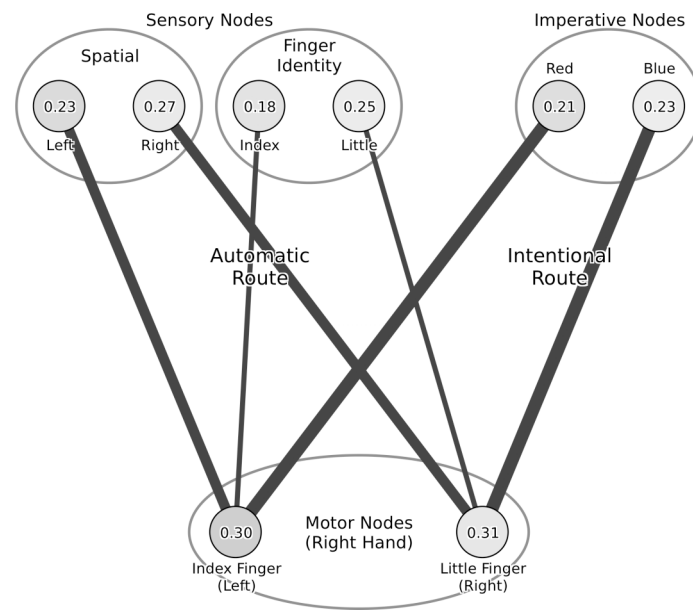 Sensory Nodes
Imperative Nodes
Spatial
Finger
Identity
Red
Blue
0.23
0.27
0.18
0.25
0.21
0.23
Left
Right
Index
Little
Automatic
Route
Intentional
Route
0.30
Motor Nodes
(Right Hand)
0.31
Index Finger
(Left)
Little Finger
(Right)